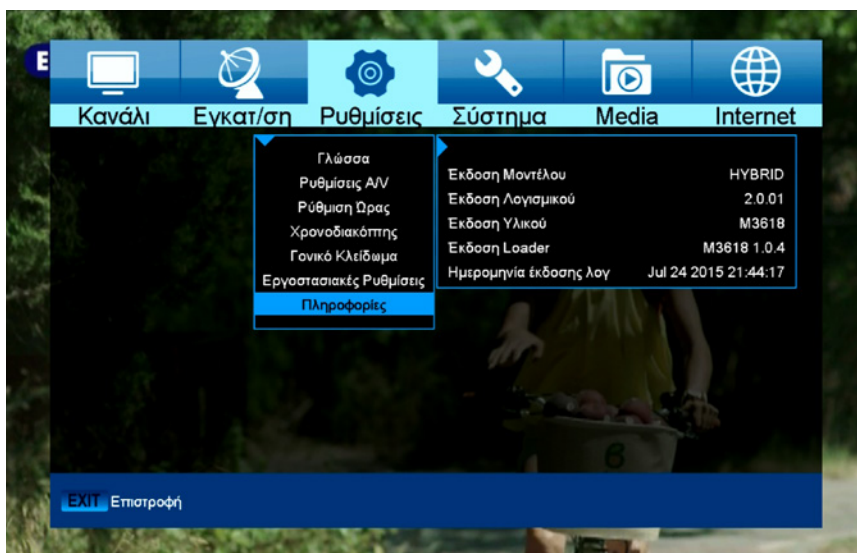 E
Κανάλι Εγκατ/ση Ρυθμίσεις Σύστημα Media Internet
Γλώσσα
Ρυθμίσεις A/V
Ρύθμιση Ώρας
Χρονοδιακόπτης
Γονικό Κλείδωμα
Εργοστασιακές Ρυθμίσεις
Πληροφορίες
Έκδοση Μοντέλου HYBRID
Έκδοση Λογισμικού 2.0.01
Έκδοση Υλικού M3618
Έκδοση Loader M3618 1.0.4
Ημερομηνία έκδοσης λογ Jul 24 2015 21:44:17
EXIT Επιστροφή